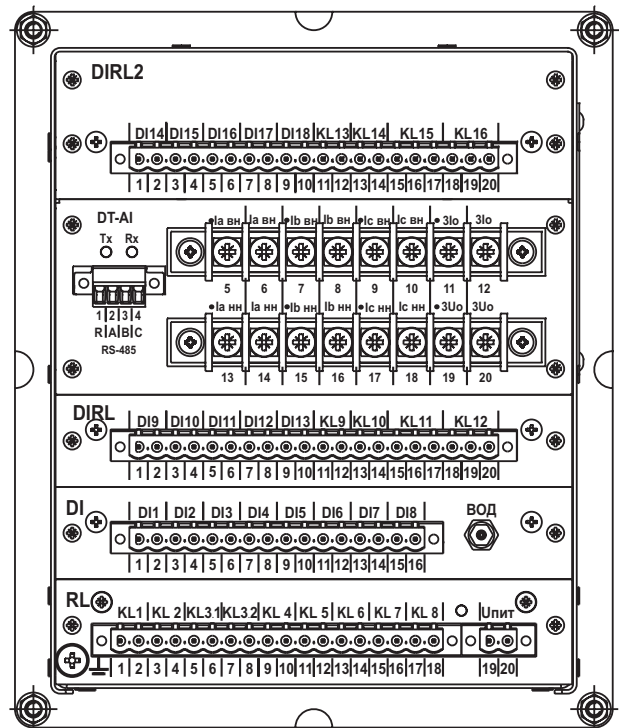 DIRL2
DI14 DI15 DI16 DI17 DI18 KL13 KL14 KL15 KL16
1 2 3 4 5 6 7 8 9 10 11 12 13 14 15 16 17 18 19 20
DT-AI
Tx Rx
•Ia вн Ia вн •Ib вн Ib вн •Ic вн Ic вн •3Io 3Io
5 6 7 8 9 10 11 12
1 2 3 4
R A B C
RS-485
•Ia нн Ia нн •Ib нн Ib нн •Ic нн Ic нн •3Uo 3Uo
13 14 15 16 17 18 19 20
DIRL
DI9 DI10 DI11 DI12 DI13 KL9 KL10 KL11 KL12
1 2 3 4 5 6 7 8 9 10 11 12 13 14 15 16 17 18 19 20
DI
DI1 DI2 DI3 DI4 DI5 DI6 DI7 DI8
ВОД
1 2 3 4 5 6 7 8 9 10 11 12 13 14 15 16
RL
KL1 KL 2 KL3.1 KL3.2 KL 4 KL 5 KL 6 KL 7 KL 8 Uпит
1 2 3 4 5 6 7 8 9 10 11 12 13 14 15 16 17 18 19 20